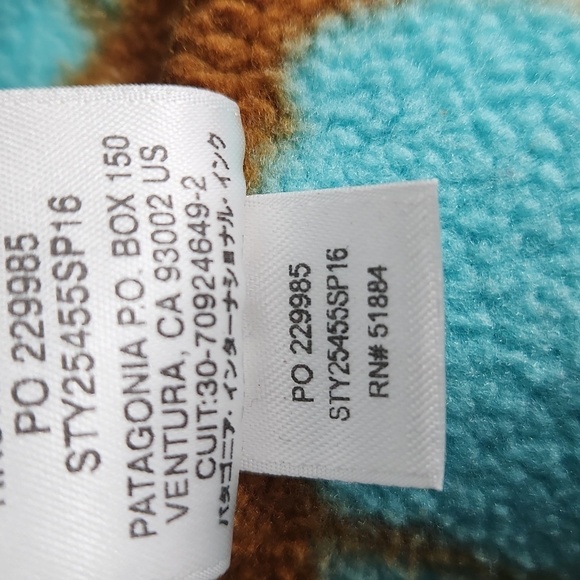 PO 229985
STY25455SP16
PATAGONIA P.O. BOX 150
VENTURA, CA 93002 US
CUIT:30-70924649-2
パタゴニア・インターナショナル・インク
PO 229985
STY25455SP16
RN# 51884